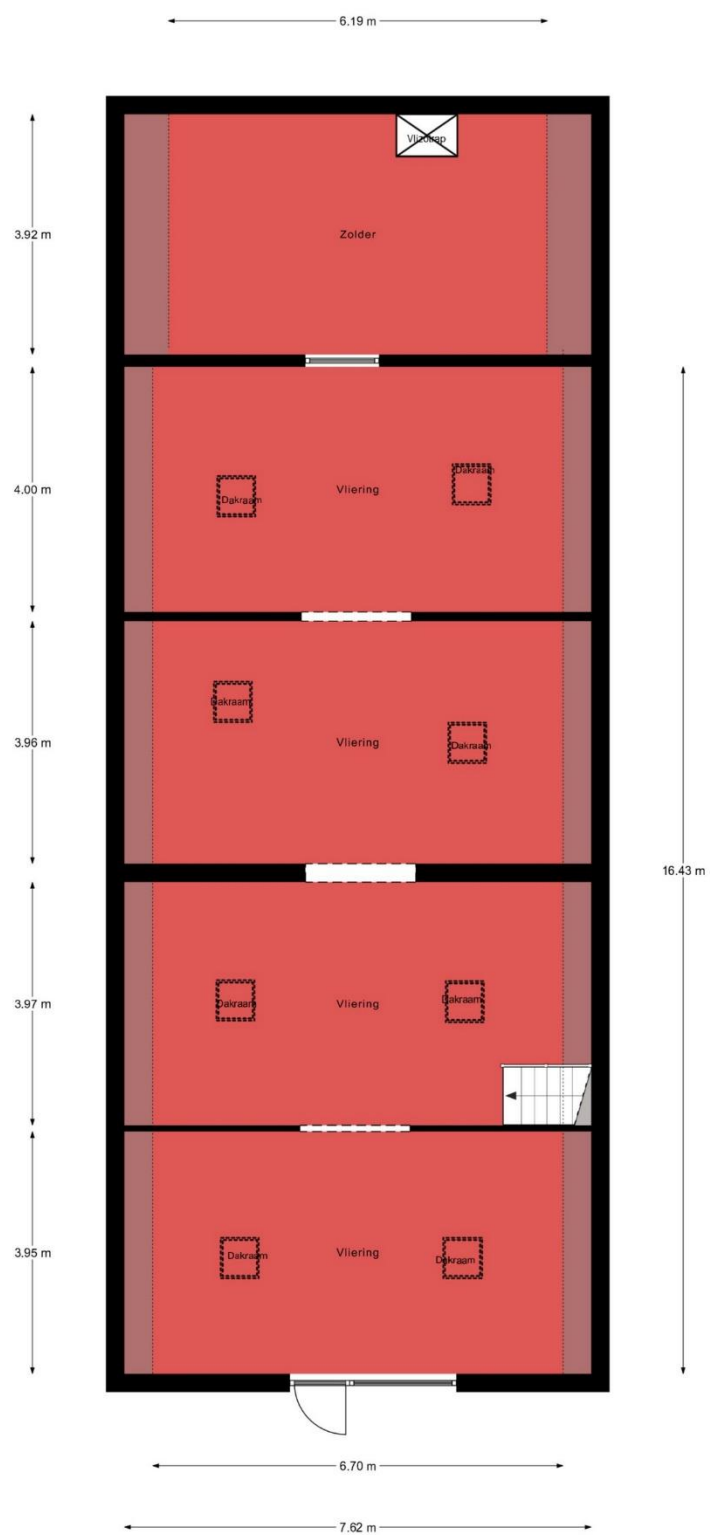 6.19 m
Vlizotrap
3.92 m
Zolder
4.00 m
Vliering
Dakraam
Dakraam
Dakraam
3.96 m
Vliering
Dakraam
16.43 m
3.97 m
Dakraam
Vliering
Dakraam
3.95 m
Dakraam
Vliering
Dakraam
6.70 m
7.62 m